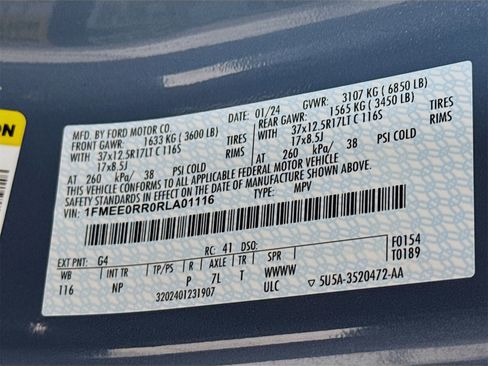 ON
MFD. BY FORD MOTOR CO.
DATE: 01/24 GVWR: 3107 KG ( 6850 LB)
FRONT GAWR: 1633 KG ( 3600 LB) REAR GAWR: 1565 KG ( 3450 LB)
WITH 37x12.5R17LT C 116S TIRES WITH 37x12.5R17LT C 116S TIRES
17x8.5J RIMS 17x8.5J RIMS
AT 260 kPa/ 38 PSI COLD AT 260 kPa/ 38 PSI COLD
THIS VEHICLE CONFORMS TO ALL APPLICABLE FEDERAL MOTOR VEHICLE
SAFETY STANDARDS IN EFFECT ON THE DATE OF MANUFACTURE SHOWN ABOVE.
VIN: 1FMEE0RR0RLA01116 TYPE: MPV
EXT PNT: G4 RC: 41 DSO: F0154
WB INT TR TP/PS R AXLE TR SPR T0189
116 NP P 7L T WWWW
3202401231907 ULC 5U5A-3520472-AA